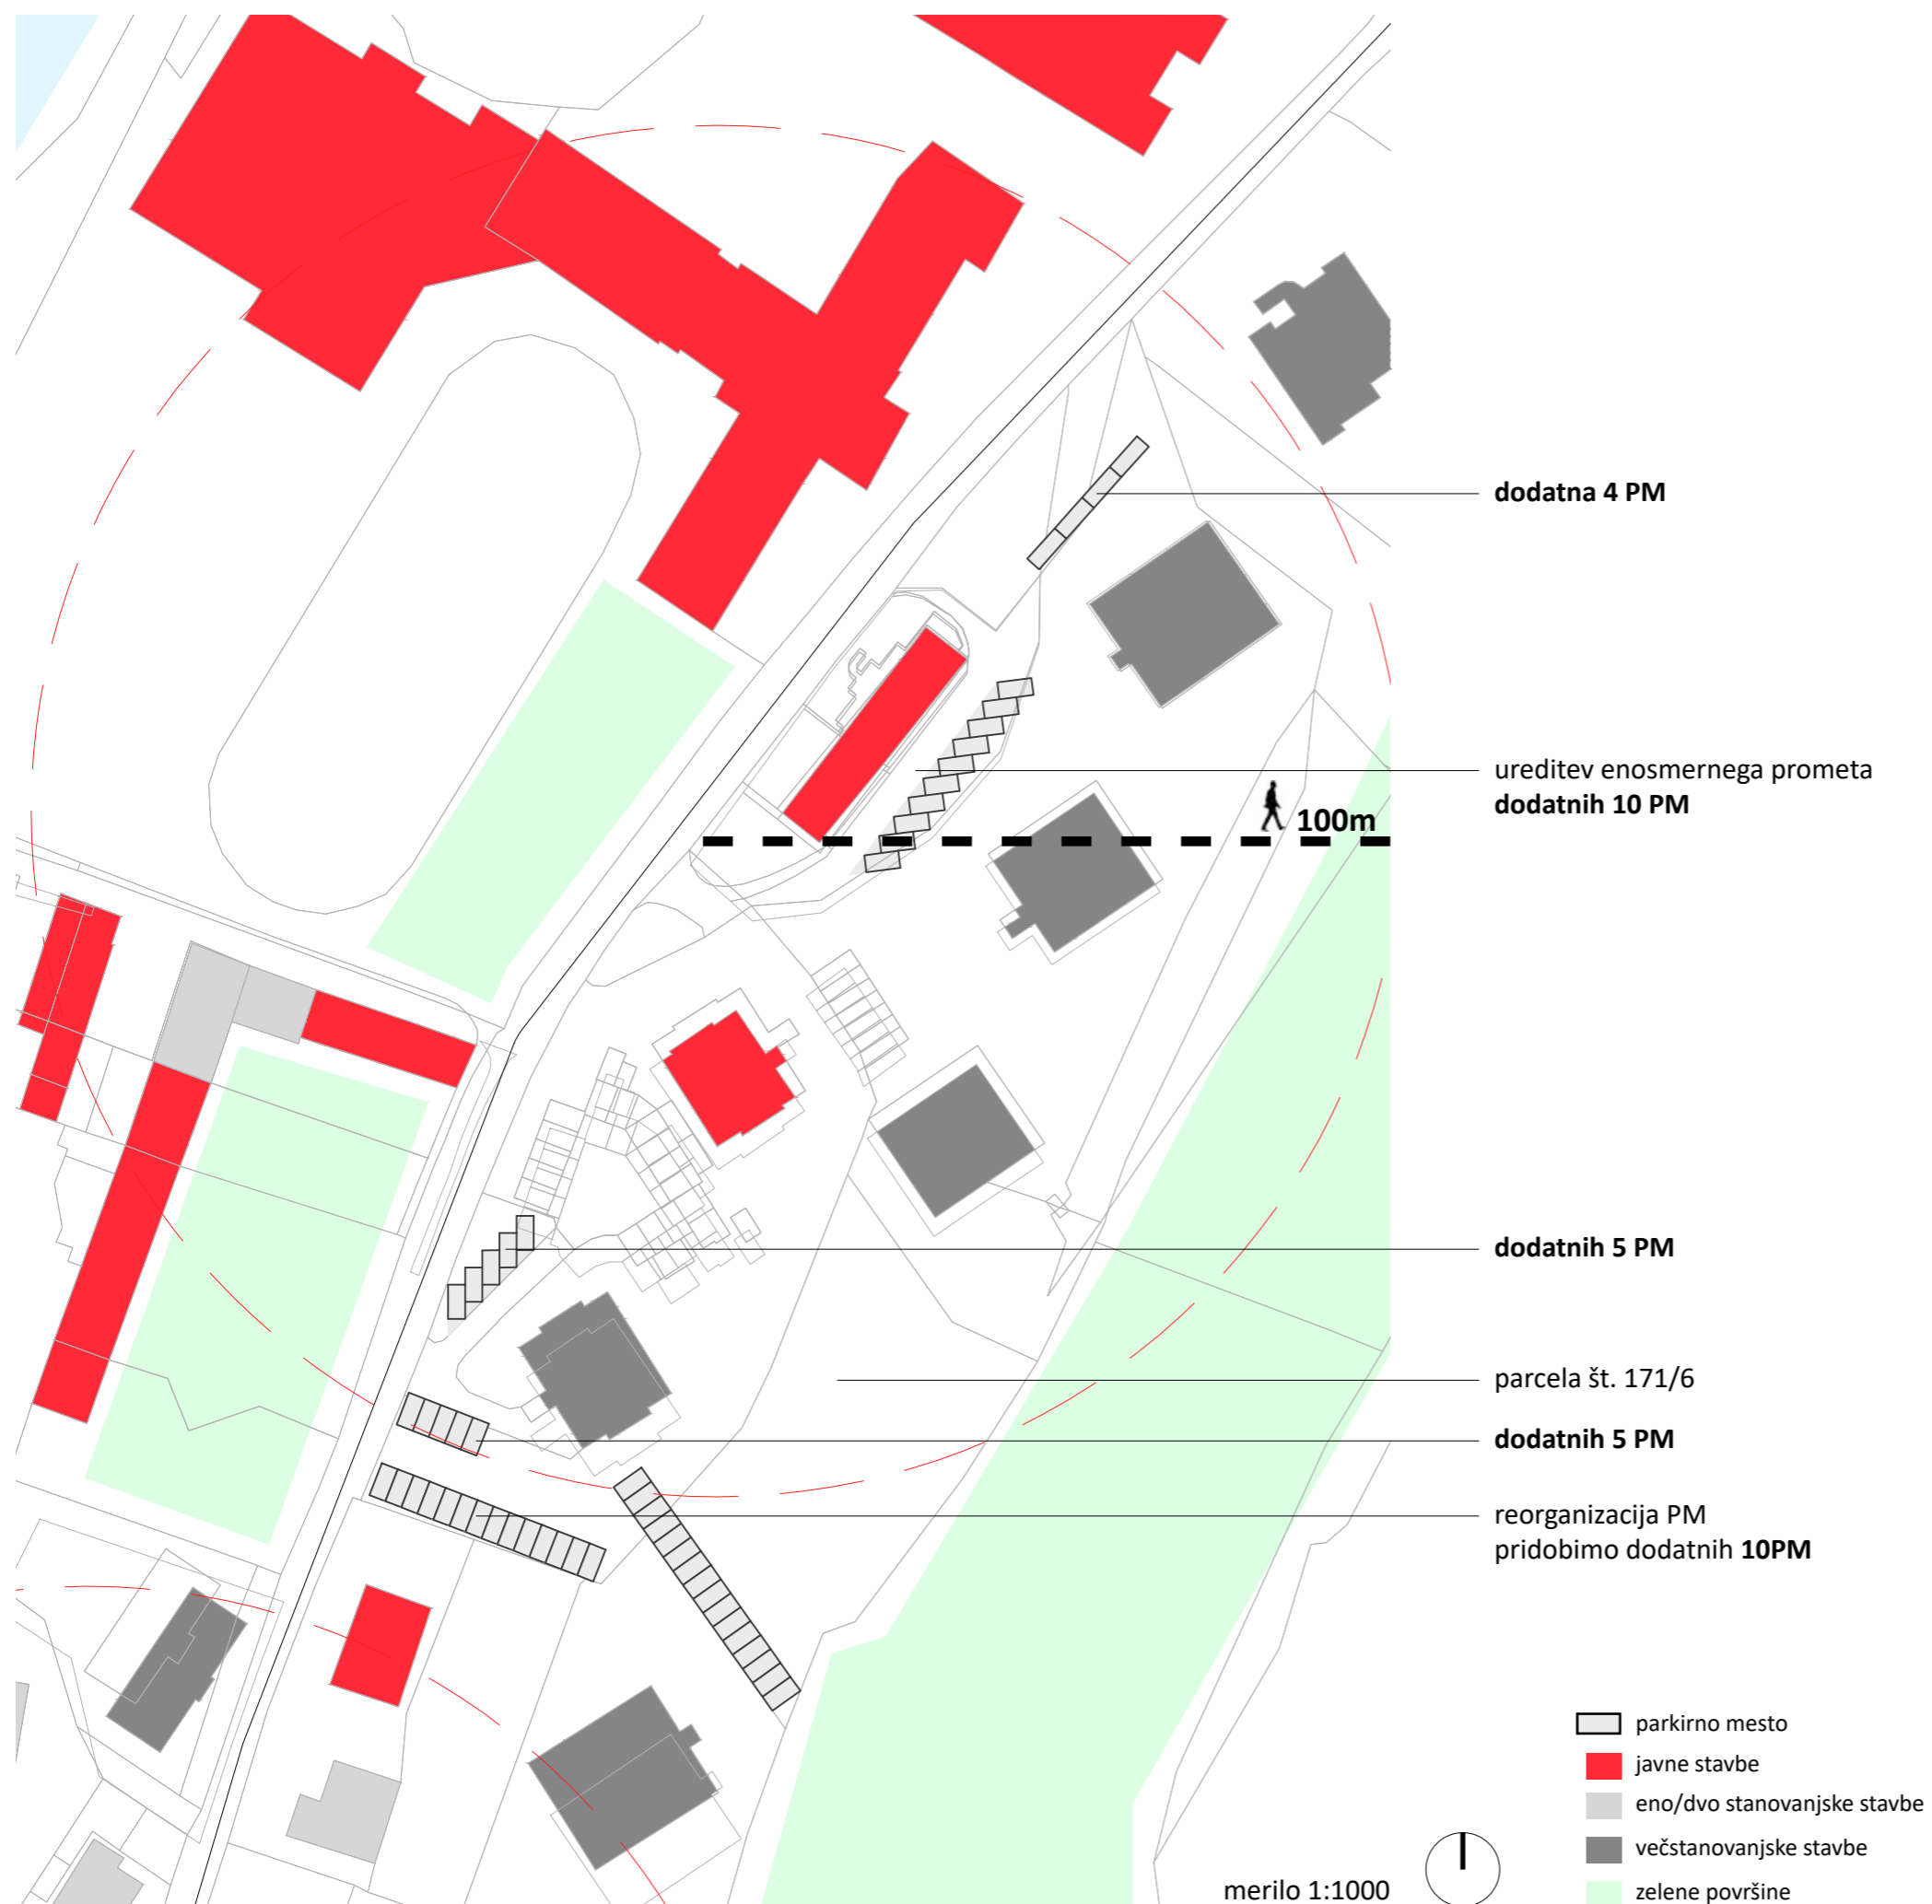 dodatna 4 PM
ureditev enosmernega prometa
dodatnih 10 PM
100m
dodatnih 5 PM
parcela št. 171/6
dodatnih 5 PM
reorganizacija PM
pridobimo dodatnih 10PM
parkirno mesto
javne stavbe
eno/dvo stanovanjske stavbe
večstanovanjske stavbe
zelene površine
merilo 1:1000